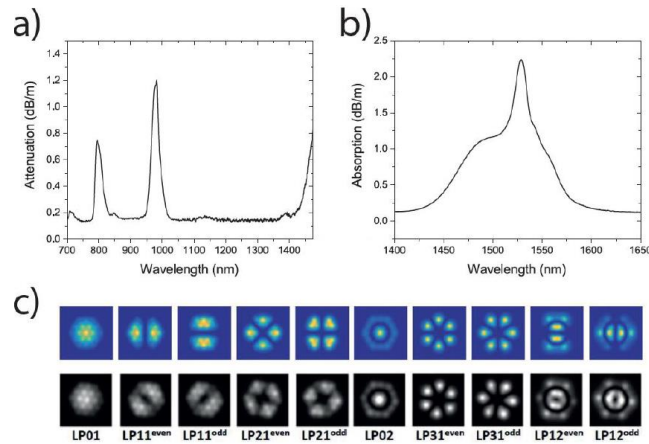 a)
b)
Attenuation (dB/m)
1.4
1.2
1.0
0.8
0.6
0.4
0.2
0.0
700 800 900 1000 1100 1200 1300 1400
Wavelength (nm)
Absorption (dB/m)
2.5
2.0
1.5
1.0
0.5
0.0
1400 1450 1500 1550 1600 1650
Wavelength (nm)
c)
LP01 LP11even LP11odd LP21even LP21odd LP02 LP31even LP31odd LP12even LP12odd